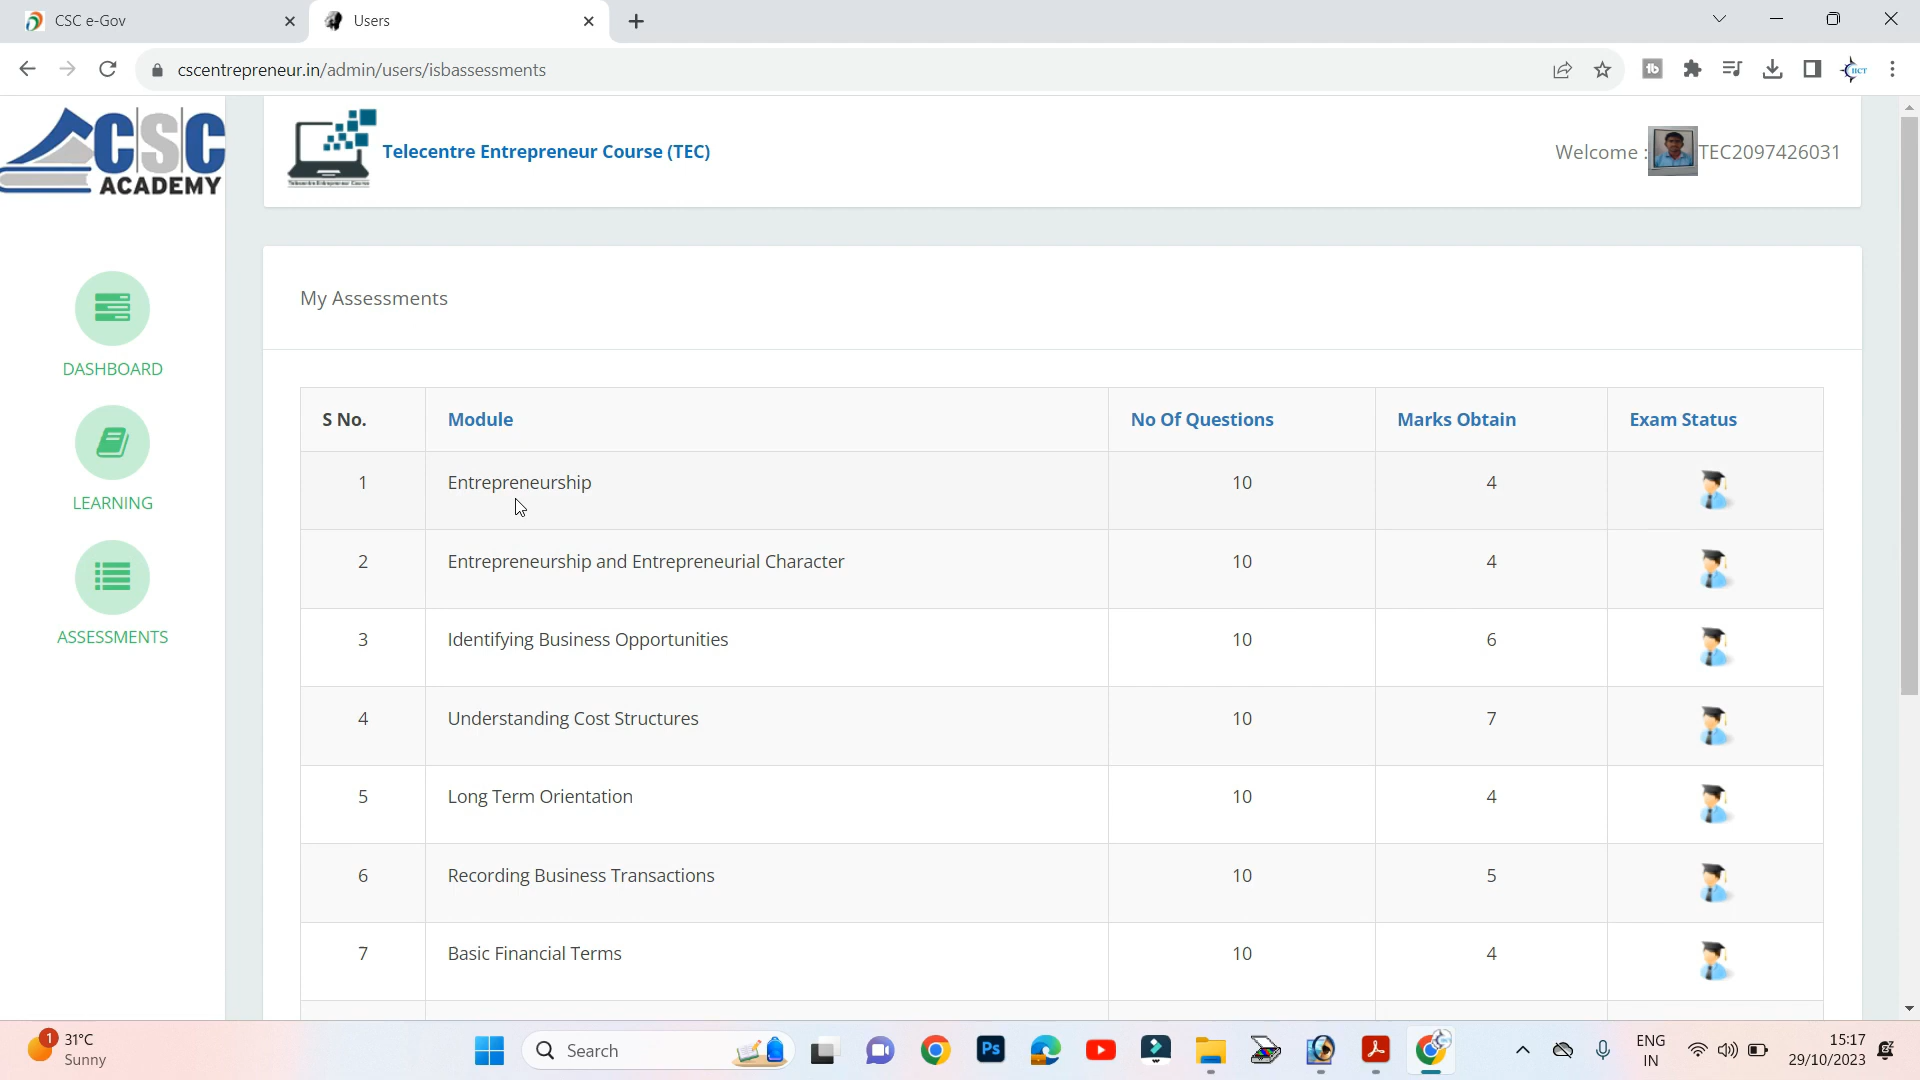 CSC e-Gov
Users
cscentrepreneur.in/admin/users/isbassessments
CSC
ACADEMY
Telecentre Entrepreneur Course (TEC)
Welcome : TEC2097426031
DASHBOARD
LEARNING
ASSESSMENTS
My Assessments
S No. Module No Of Questions Marks Obtain Exam Status
1 Entrepreneurship 10 4
2 Entrepreneurship and Entrepreneurial Character 10 4
3 Identifying Business Opportunities 10 6
4 Understanding Cost Structures 10 7
5 Long Term Orientation 10 4
6 Recording Business Transactions 10 5
7 Basic Financial Terms 10 4
1
31°C
Sunny
Search
Ps
ENG
IN
15:17
29/10/2023